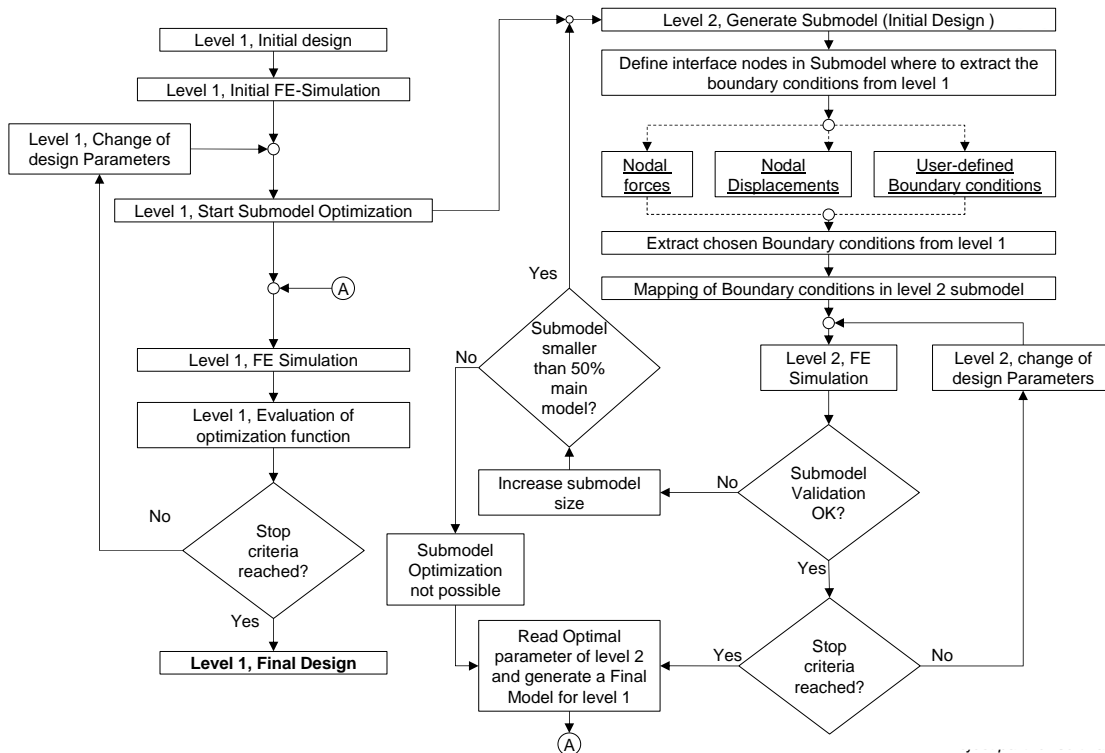 Level 1, Initial design
Level 1, Initial FE-Simulation
Level 1, Change of
design Parameters
Level 1, Start Submodel Optimization
A
Level 1, FE Simulation
Level 1, Evaluation of
optimization function
No
Stop
criteria
reached?
Yes
Level 1, Final Design
Level 2, Generate Submodel (Initial Design )
Define interface nodes in Submodel where to extract the
boundary conditions from level 1
Nodal
forces
Nodal
Displacements
User-defined
Boundary conditions
Extract chosen Boundary conditions from level 1
Mapping of Boundary conditions in level 2 submodel
Yes
Submodel
smaller
than 50%
main
model?
No
Level 2, FE
Simulation
Level 2, change of
design Parameters
Increase submodel
size
No
Submodel
Validation
OK?
Yes
Submodel
Optimization
not possible
Read Optimal
parameter of level 2
and generate a Final
Model for level 1
Yes
Stop
criteria
reached?
No
A